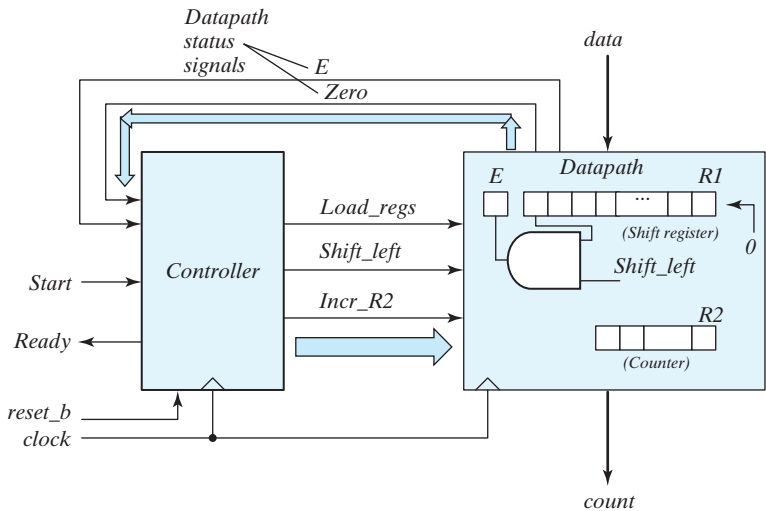 Datapath
status
signals
E
Zero
data
Datapath
E
R1
...
(Shift register)
0
Load_regs
Shift_left
Shift_left
Controller
Start
Incr_R2
Ready
R2
(Counter)
reset_b
clock
count